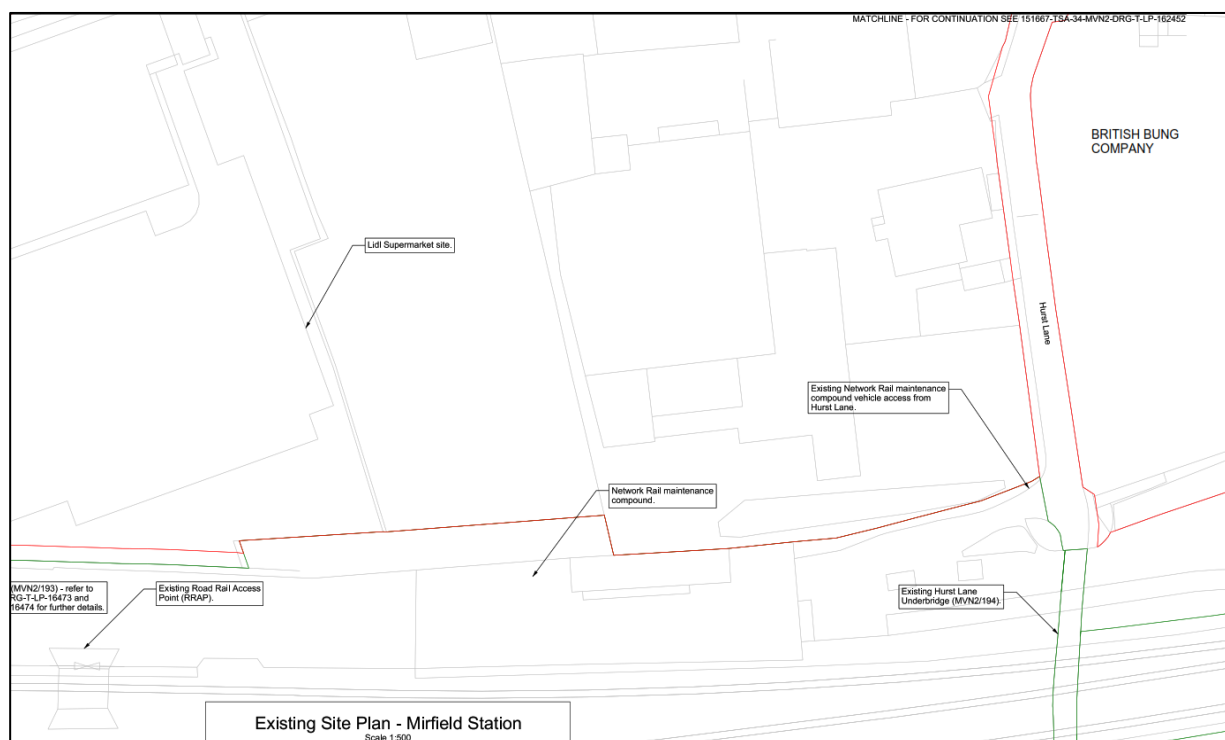 MATCHLINE - FOR CONTINUATION SEE 151667-TSA-34-MVN2-DRG-T-LP-162452
BRITISH BUNG
COMPANY
Lidl Supermarket site.
Hurst Lane
Existing Network Rail maintenance
compound vehicle access from
Hurst Lane.
Network Rail maintenance
compound.
(MVN2/193) - refer to
RG-T-LP-16473 and
16474 for further details.
Existing Road Rail Access
Point (RRAP).
Existing Hurst Lane
Underbridge (MVN2/194).
Existing Site Plan - Mirfield Station
Scale 1:500